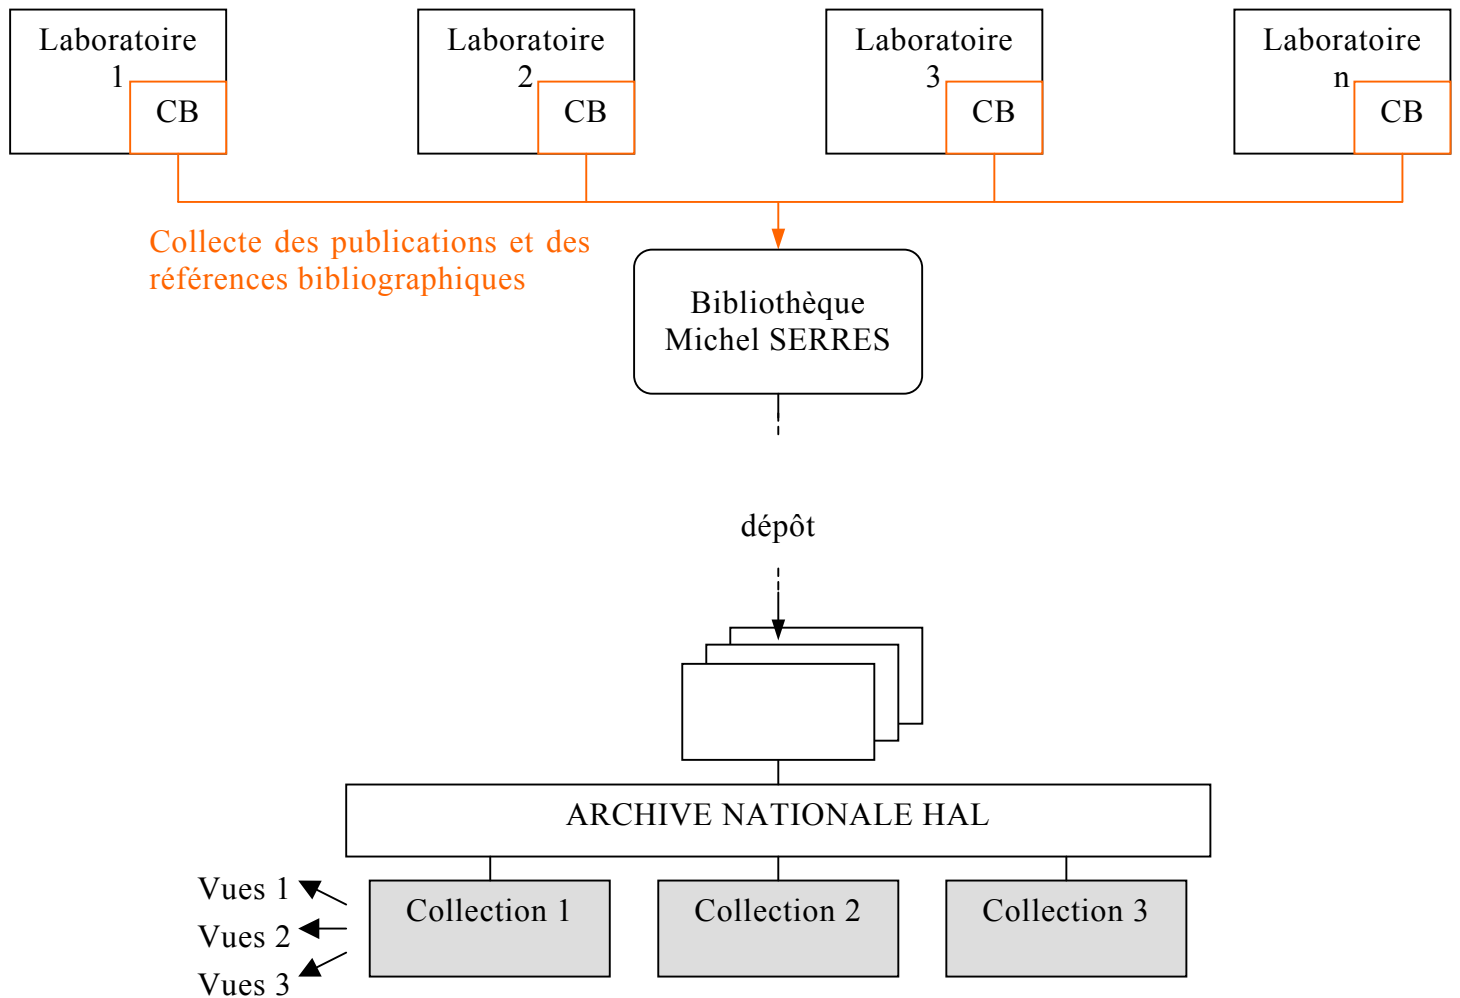 Laboratoire
1
CB
Laboratoire
2
CB
Laboratoire
3
CB
Laboratoire
n
CB
Collecte des publications et des
références bibliographiques
Bibliothèque
Michel SERRES
dépôt
ARCHIVE NATIONALE HAL
Vues 1
Vues 2
Vues 3
Collection 1
Collection 2
Collection 3